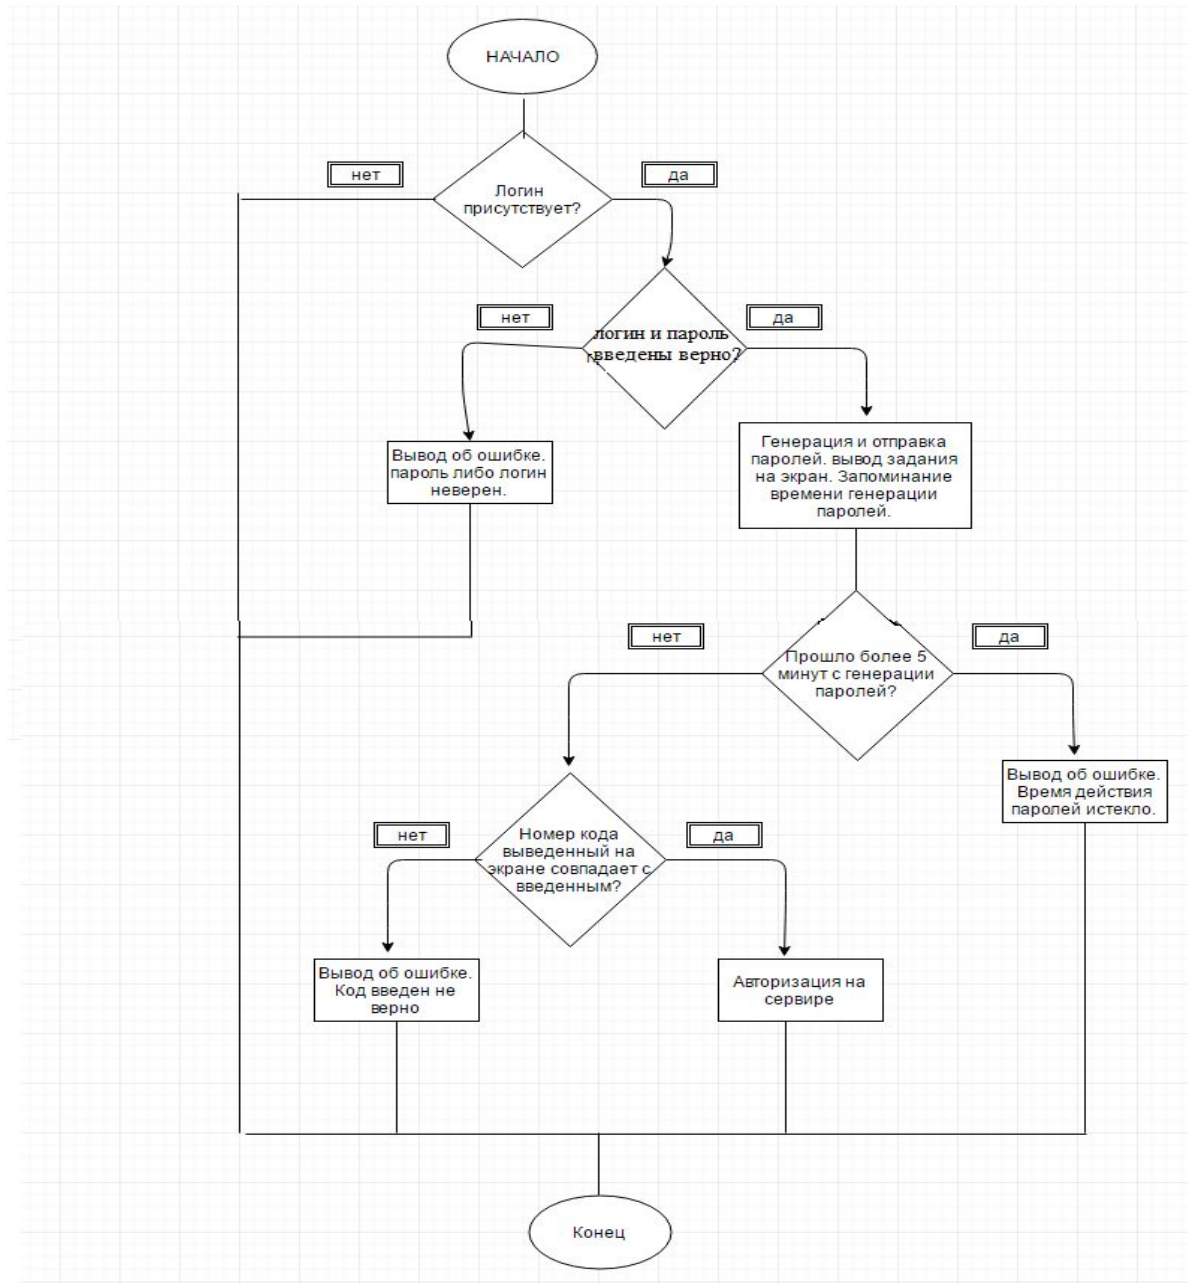 НАЧАЛО
нет
да
Логин
присутствует?
нет
да
логин и пароль
введены верно?
Вывод об ошибке.
пароль либо логин
неверен.
Генерация и отправка
паролей. вывод задания
на экран. Запоминание
времени генерации
паролей.
нет
да
Прошло более 5
минут с генерации
паролей?
Вывод об ошибке.
Время действия
паролей истекло.
нет
да
Номер кода
выведенный на
экране совпадает с
введенным?
Вывод об ошибке.
Код введен не
верно
Авторизация на
сервире
Конец